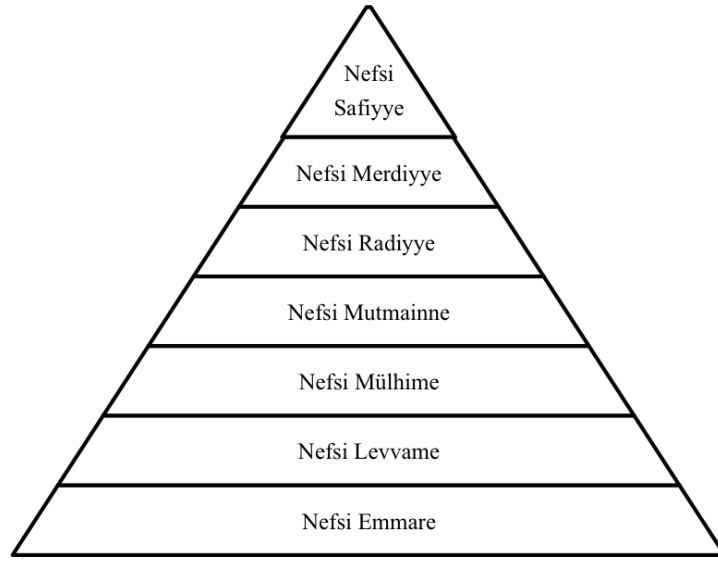 Nefsi
Safiyye
Nefsi Merdiyye
Nefsi Radiyye
Nefsi Mutmainne
Nefsi Mülhime
Nefsi Levvame
Nefsi Emmare